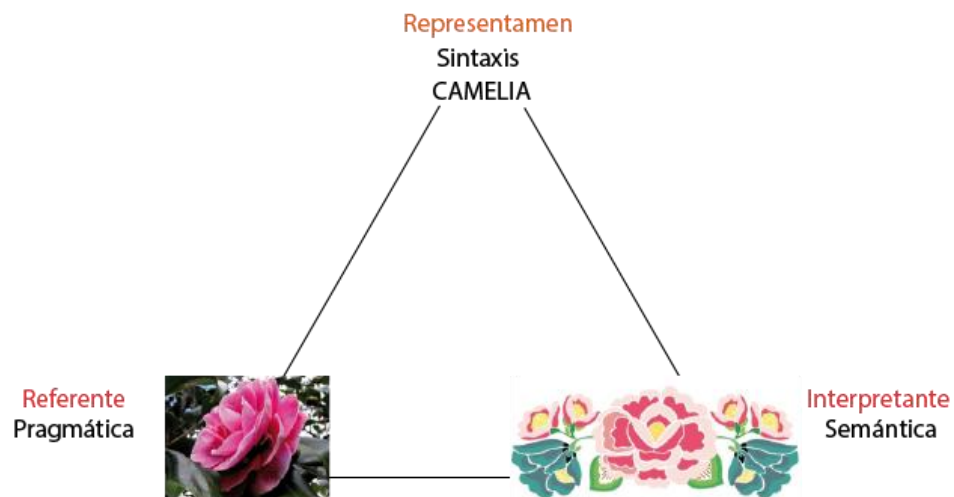 Representamen
Sintaxis
CAMELIA
Referente
Pragmática
Interpretante
Semántica